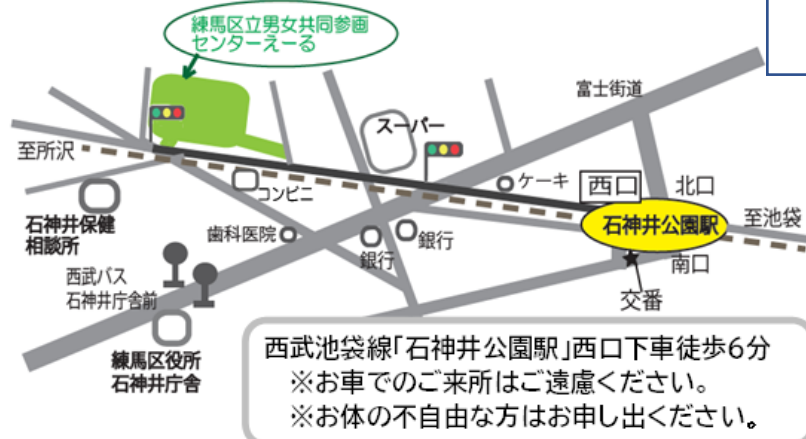 練馬区立男女共同参画
センターえーる
富士街道
スーパー
至所沢
コンビニ
ケーキ
西口
北口
石神井公園駅
至池袋
石神井保健
相談所
歯科医院
銀行
銀行
南口
交番
西武バス
石神井庁舎前
練馬区役所
石神井庁舎
西武池袋線「石神井公園駅」西口下車徒歩6分
※お車でのご来所はご遠慮ください。
※お体の不自由な方はお申し出ください。